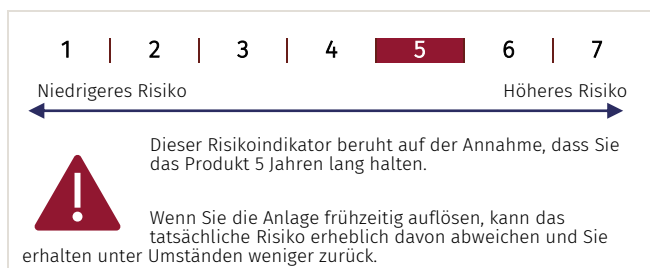 1 | 2 | 3 | 4 | 5 | 6 | 7
Niedrigeres Risiko Höheres Risiko
Dieser Risikoindikator beruht auf der Annahme, dass Sie
das Produkt 5 Jahren lang halten.
Wenn Sie die Anlage frühzeitig auflösen, kann das
tatsächliche Risiko erheblich davon abweichen und Sie
erhalten unter Umständen weniger zurück.